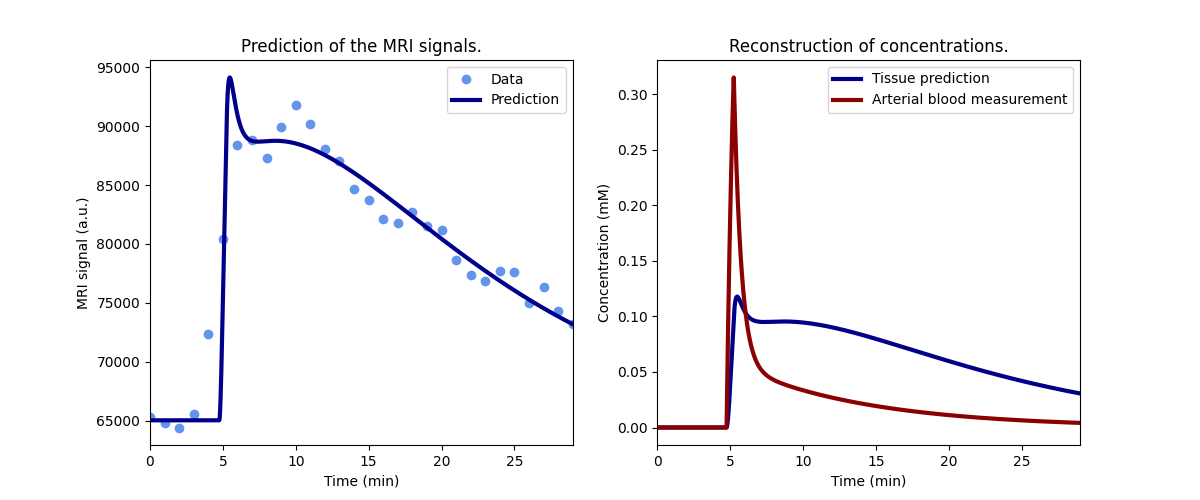 Prediction of the MRI signals.
95000
90000
85000
80000
75000
70000
65000
MRI signal (a.u.)
Data
Prediction
0
5
10
15
20
25
Time (min)
Reconstruction of concentrations.
0.30
0.25
0.20
0.15
0.10
0.05
0.00
Concentration (mM)
Tissue prediction
Arterial blood measurement
0
5
10
15
20
25
Time (min)